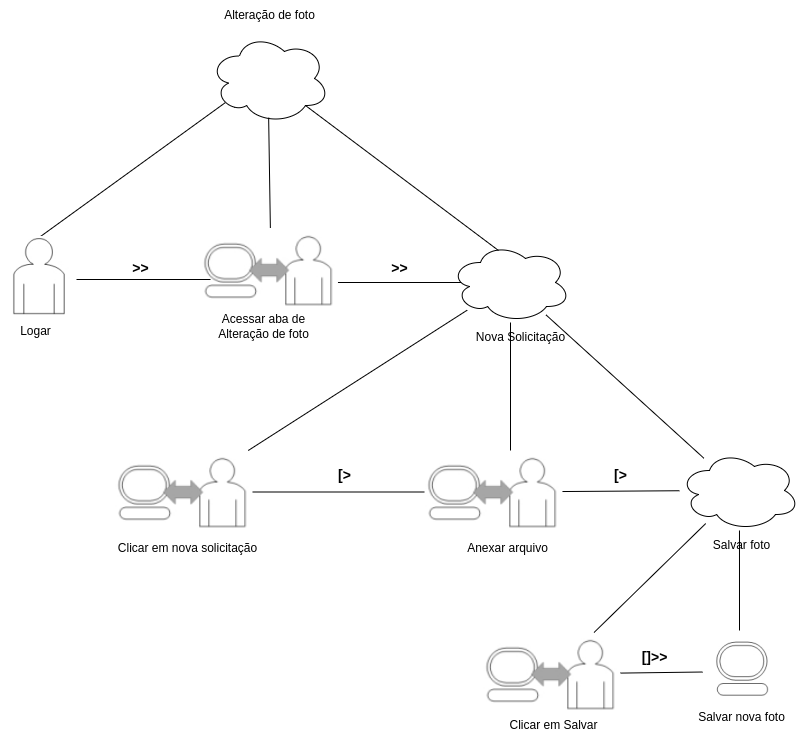 Alteração de foto
>>
>>
Logar
Acessar aba de
Alteração de foto
Nova Solicitação
[>
[>
Clicar em nova solicitação
Anexar arquivo
Salvar foto
[]>>
Clicar em Salvar
Salvar nova foto